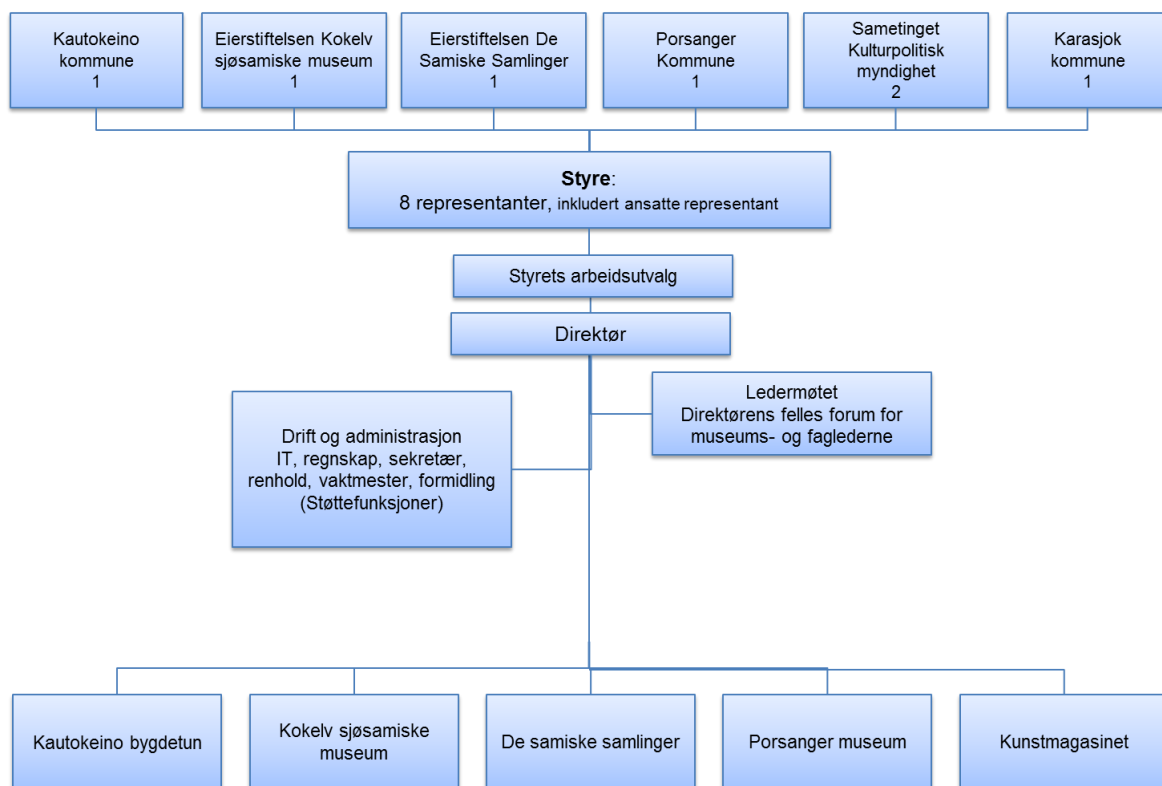 Kautokeino
kommune
1
Eierstiftelsen Kokelv
sjøsamiske museum
1
Eierstiftelsen De
Samiske Samlinger
1
Porsanger
Kommune
1
Sametinget
Kulturpolitisk
myndighet
2
Karasjok
kommune
1
Styre:
8 representanter, inkludert ansatte representant
Styrets arbeidsutvalg
Direktør
Ledermøtet
Direktørens felles forum for
museums- og faglederne
Drift og administrasjon
IT, regnskap, sekretær,
renhold, vaktmester, formidling
(Støttefunksjoner)
Kautokeino bygdetun
Kokelv sjøsamiske
museum
De samiske samlinger
Porsanger museum
Kunstmagasinet